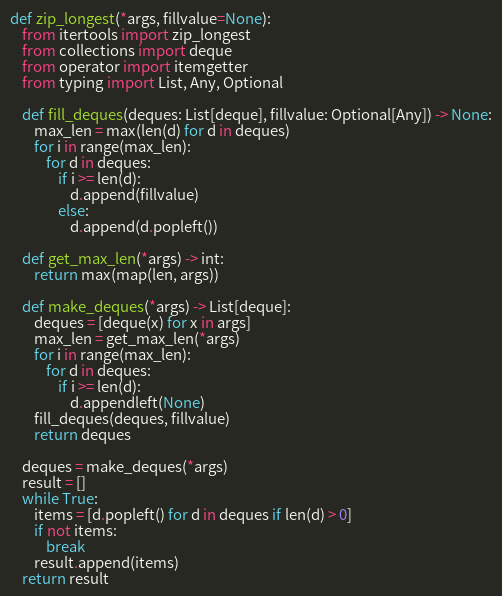 def zip_longest(*args, fillvalue=None):
    from itertools import zip_longest
    from collections import deque
    from operator import itemgetter
    from typing import List, Any, Optional

    def fill_deques(deques: List[deque], fillvalue: Optional[Any]) -> None:
        max_len = max(len(d) for d in deques)
        for i in range(max_len):
            for d in deques:
                if i >= len(d):
                    d.append(fillvalue)
                else:
                    d.append(d.popleft())

    def get_max_len(*args) -> int:
        return max(map(len, args))

    def make_deques(*args) -> List[deque]:
        deques = [deque(x) for x in args]
        max_len = get_max_len(*args)
        for i in range(max_len):
            for d in deques:
                if i >= len(d):
                    d.appendleft(None)
        fill_deques(deques, fillvalue)
        return deques

    deques = make_deques(*args)
    result = []
    while True:
        items = [d.popleft() for d in deques if len(d) > 0]
        if not items:
            break
        result.append(items)
    return result